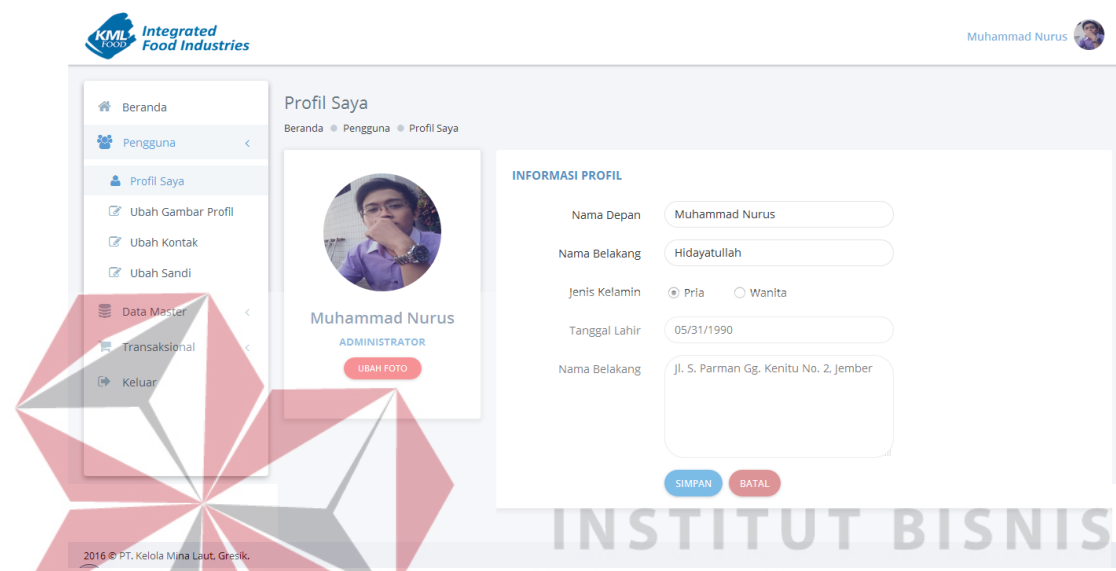 KML FOOD Integrated Food Industries
Muhammad Nurus
Beranda
Pengguna
Profil Saya
Ubah Gambar Profil
Ubah Kontak
Ubah Sandi
Data Master
Transaksional
Keluar
Profil Saya
Beranda Pengguna Profil Saya
Muhammad Nurus
ADMINISTRATOR
UBAH FOTO
INFORMASI PROFIL
Nama Depan Muhammad Nurus
Nama Belakang Hidayatullah
Jenis Kelamin Pria Wanita
Tanggal Lahir 05/31/1990
Nama Belakang Jl. S. Parman Gg. Kenitu No. 2, Jember
SIMPAN BATAL
INSTITUT BISNIS
2016 © PT. Kelola Mina Laut, Gresik.